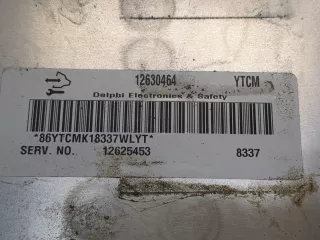 12630464 YTCM
Delphi Electronics & Safety
*86YTCMK18337WLYT*
SERV. NO. 12625453 8337